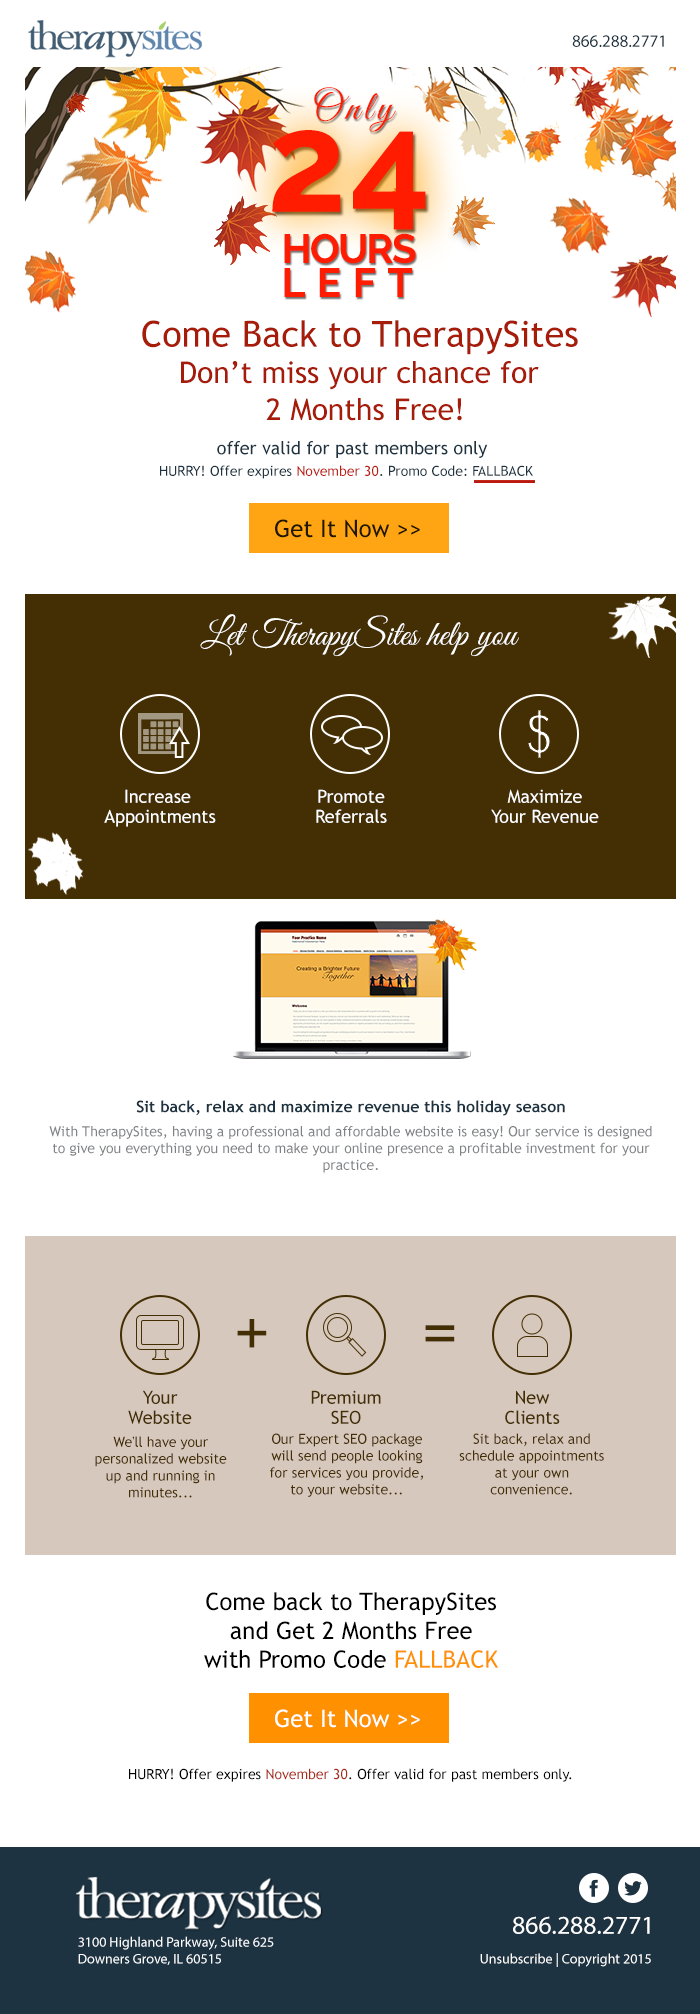 therapysites
866.288.2771
Only
24
HOURS
LEFT
Come Back to TherapySites
Don't miss your chance for
2 Months Free!
offer valid for past members only
HURRY! Offer expires November 30. Promo Code: FALLBACK
Get It Now >>
Let TherapySites help you
Increase
Appointments
Promote
Referrals
$
Maximize
Your Revenue
Your Practice Name
Creating a Brighter Future
Together
Welcome
Sit back, relax and maximize revenue this holiday season
With TherapySites, having a professional and affordable website is easy! Our service is designed
to give you everything you need to make your online presence a profitable investment for your
practice.
+
=
Your
Website
We'll have your
personalized website
up and running in
minutes...
Premium
SEO
Our Expert SEO package
will send people looking
for services you provide,
to your website...
New
Clients
Sit back, relax and
schedule appointments
at your own
convenience.
Come back to TherapySites
and Get 2 Months Free
with Promo Code FALLBACK
Get It Now >>
HURRY! Offer expires November 30. Offer valid for past members only.
therapysites
3100 Highland Parkway, Suite 625
Downers Grove, IL 60515
866.288.2771
Unsubscribe | Copyright 2015